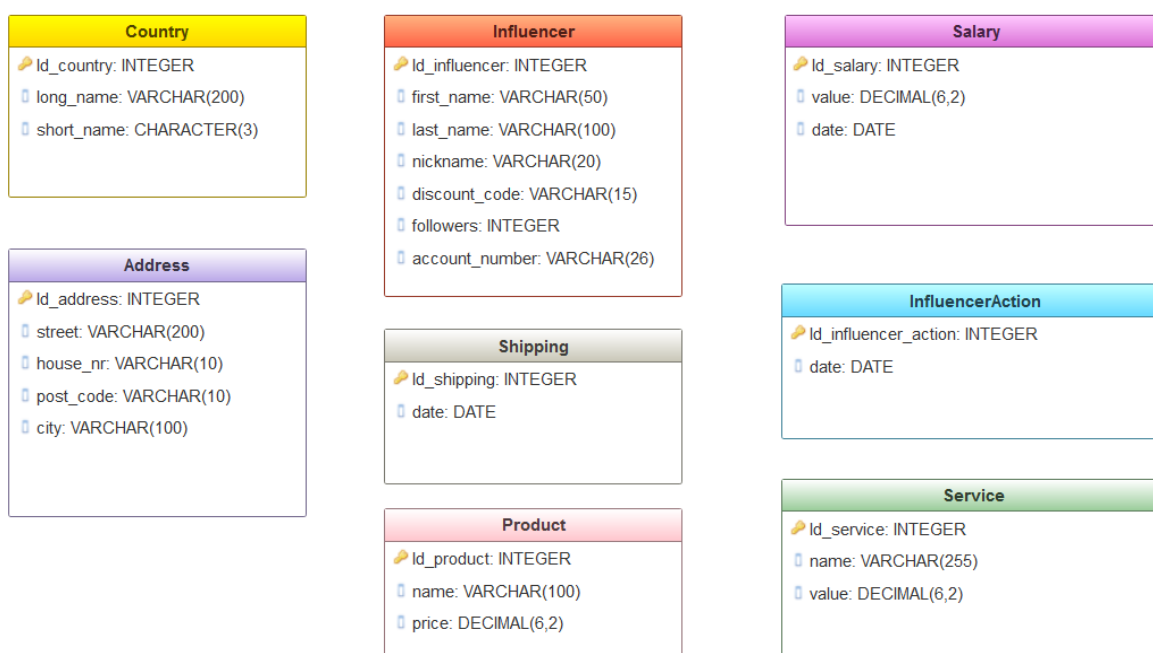 Country
Id_country: INTEGER
long_name: VARCHAR(200)
short_name: CHARACTER(3)
Address
Id_address: INTEGER
street: VARCHAR(200)
house_nr: VARCHAR(10)
post_code: VARCHAR(10)
city: VARCHAR(100)
Influencer
Id_influencer: INTEGER
first_name: VARCHAR(50)
last_name: VARCHAR(100)
nickname: VARCHAR(20)
discount_code: VARCHAR(15)
followers: INTEGER
account_number: VARCHAR(26)
Shipping
Id_shipping: INTEGER
date: DATE
Product
Id_product: INTEGER
name: VARCHAR(100)
price: DECIMAL(6,2)
Salary
Id_salary: INTEGER
value: DECIMAL(6,2)
date: DATE
InfluencerAction
Id_influencer_action: INTEGER
date: DATE
Service
Id_service: INTEGER
name: VARCHAR(255)
value: DECIMAL(6,2)